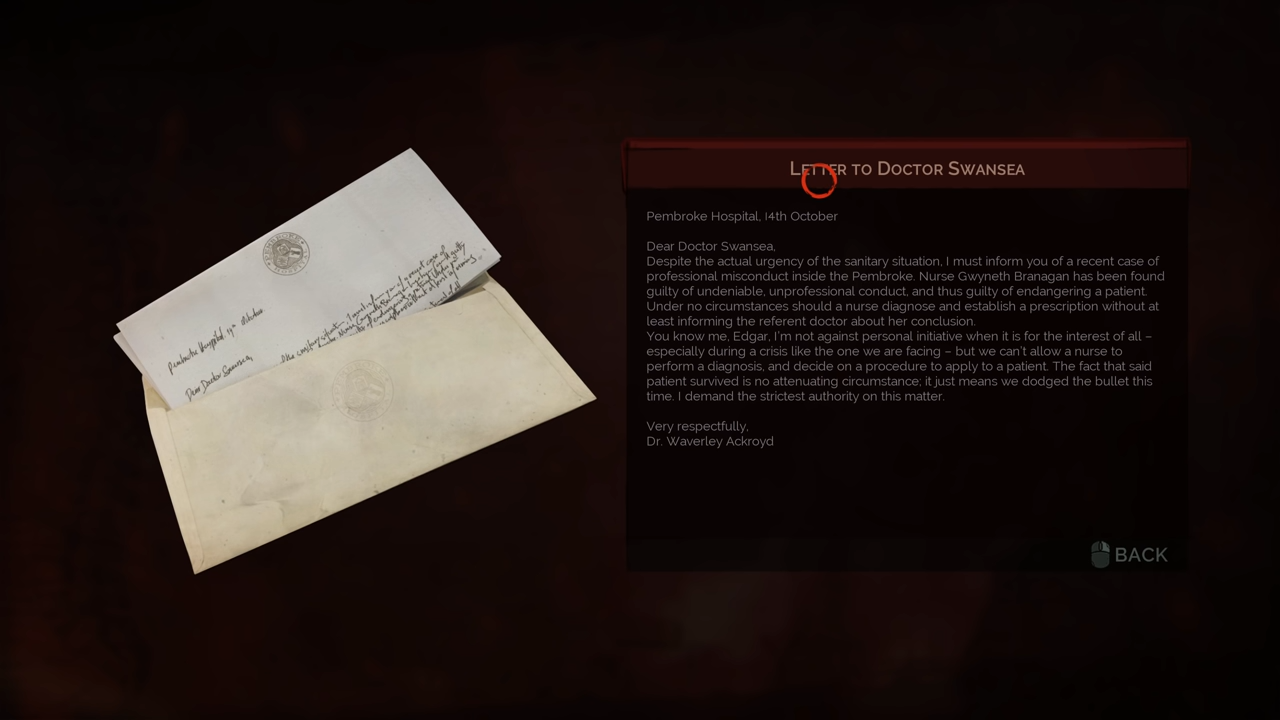 LETTER TO DOCTOR SWANSEA
Pembroke Hospital, 14th October
Dear Doctor Swansea,
Despite the actual urgency of the sanitary situation, I must inform you of a recent case of
professional misconduct inside the Pembroke. Nurse Gwyneth Branagan has been found
guilty of undeniable, unprofessional conduct, and thus guilty of endangering a patient.
Under no circumstances should a nurse diagnose and establish a prescription without at
least informing the referent doctor about her conclusion.
You know me, Edgar, I'm not against personal initiative when it is for the interest of all –
especially during a crisis like the one we are facing – but we can't allow a nurse to
perform a diagnosis, and decide on a procedure to apply to a patient. The fact that said
patient survived is no attenuating circumstance; it just means we dodged the bullet this
time. I demand the strictest authority on this matter.
Very respectfully,
Dr. Waverley Ackroyd
BACK
Pembroke Hospital, 14th October
Dear Doctor Swansea,